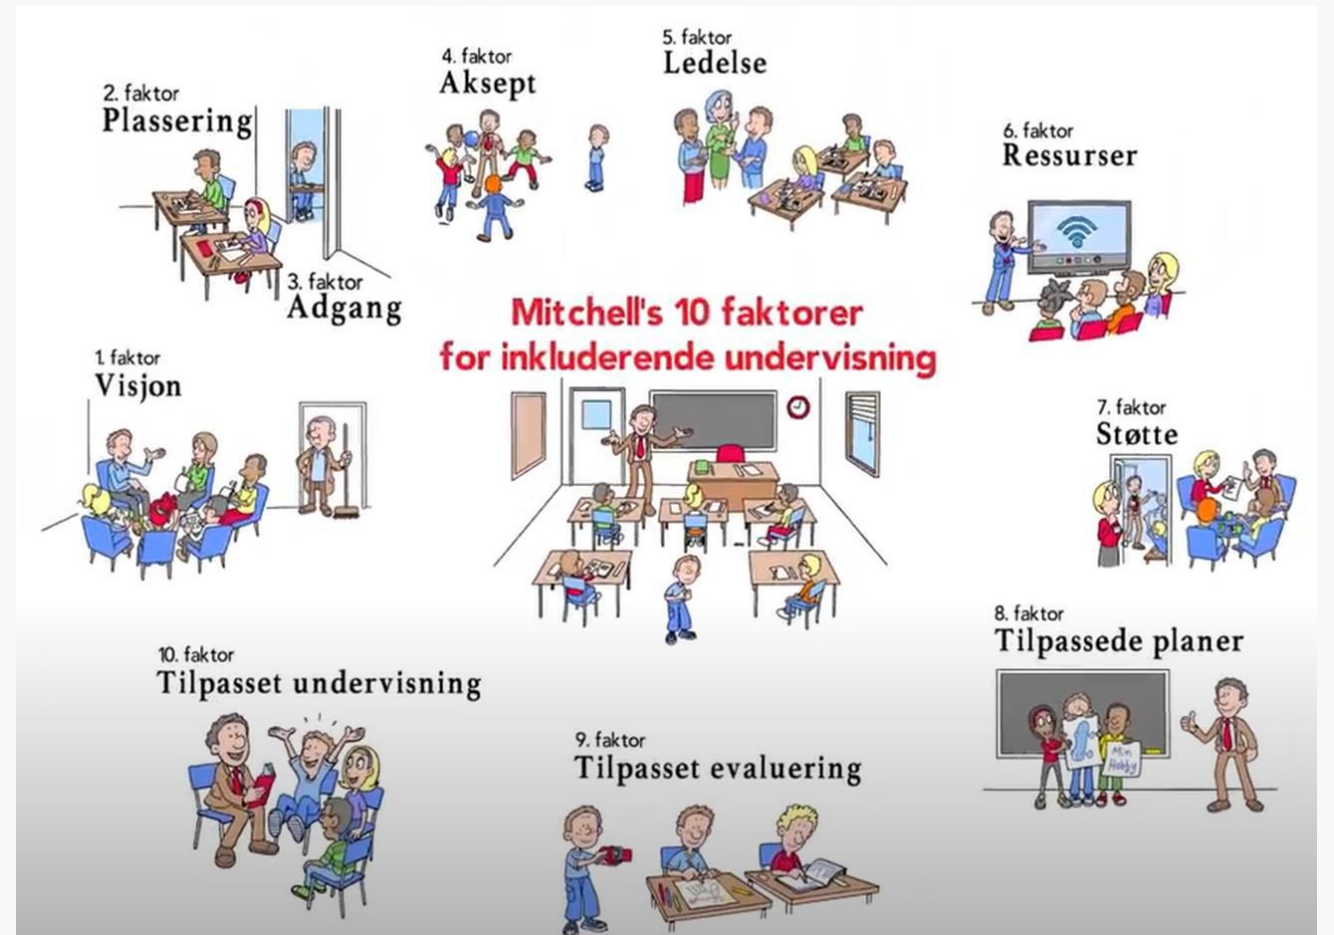 Mitchell's 10 faktorer
for inkluderende undervisning
1. faktor
Visjon
2. faktor
Plassering
3. faktor
Adgang
4. faktor
Aksept
5. faktor
Ledelse
6. faktor
Ressurser
7. faktor
Støtte
8. faktor
Tilpassede planer
Min
Hobby
9. faktor
Tilpasset evaluering
10. faktor
Tilpasset undervisning